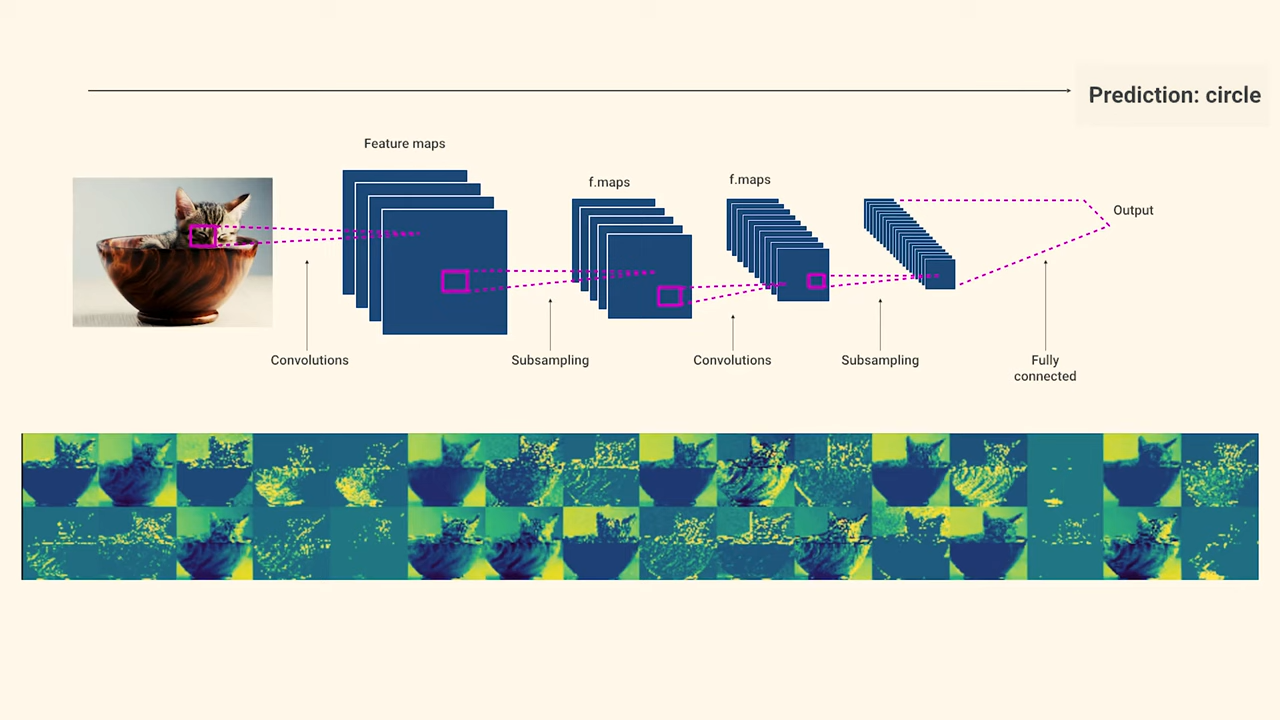 Prediction: circle
Feature maps
f.maps
f.maps
Output
Convolutions
Subsampling
Convolutions
Subsampling
Fully
connected